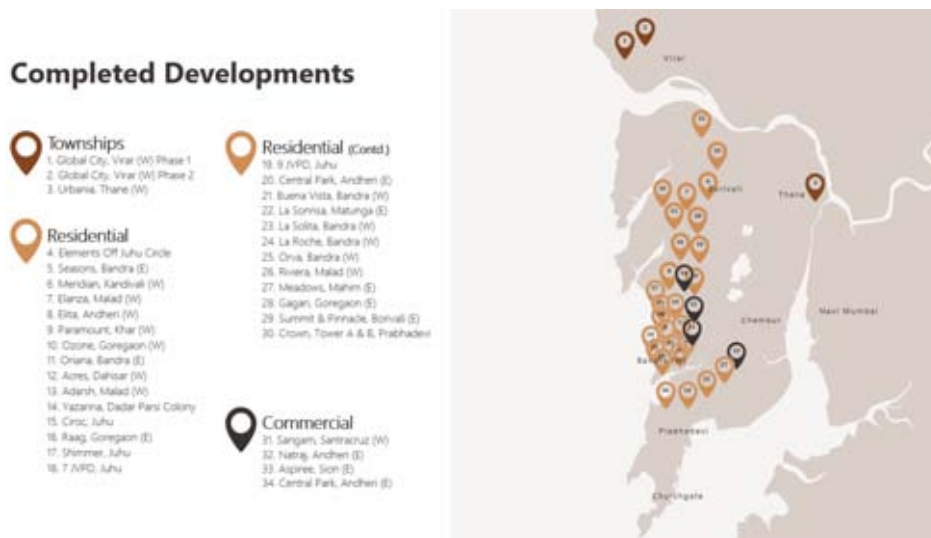 Completed Developments
Townships
1. Global City, Virar (W) Phase 1
2. Global City, Virar (W) Phase 2
3. Urbania, Thane (W)
Residential
4. Elements Off Juhu Circle
5. Seasons, Bandra (E)
6. Meridian, Kandivali (W)
7. Elanza, Malad (W)
8. Elita, Andheri (W)
9. Paramount, Khar (W)
10. Ozone, Goregaon (W)
11. Oriana, Bandra (E)
12. Acres, Dahisar (W)
13. Adarsh, Malad (W)
14. Yazarina, Dadar Parsi Colony
15. Ciroc, Juhu
16. Raag, Goregaon (E)
17. Shimmer, Juhu
18. 7 JVPD, Juhu
Residential (Contd.)
19. 9 JVPD, Juhu
20. Central Park, Andheri (E)
21. Buena Vista, Bandra (W)
22. La Sonrisa, Matunga (E)
23. La Solita, Bandra (W)
24. La Roche, Bandra (W)
25. Orva, Bandra (W)
26. Riviera, Malad (W)
27. Meadows, Mahim (E)
28. Gagan, Goregaon (E)
29. Summit & Pinnade, Borivali (E)
30. Crown, Tower A & B, Prabhadevi
Commercial
31. Sangam, Santracruz (W)
32. Natraj, Andheri (E)
33. Aspiree, Sion (E)
34. Central Park, Andheri (E)
Virar
Thane
Chembur
Navi Mumbai
Prabhadevi
Churchgate